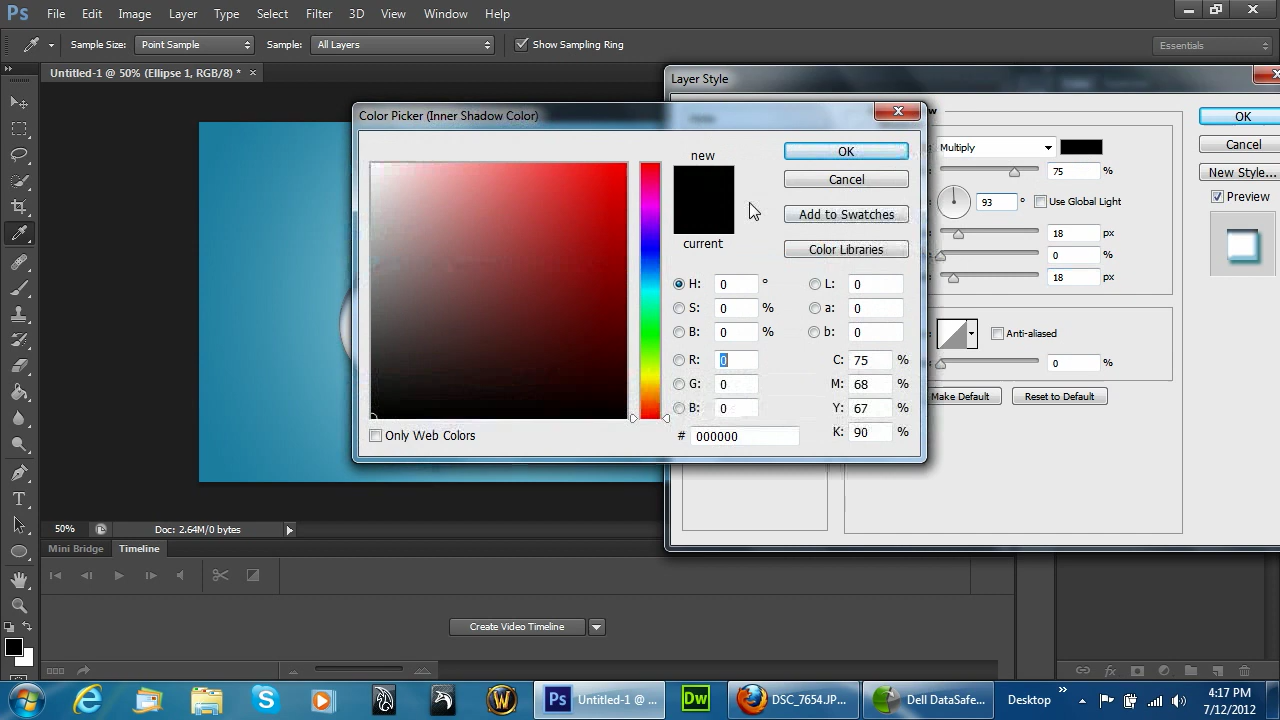 Ps File Edit Image Layer Type Select Filter 3D View Window Help
Sample Size: Point Sample Sample: All Layers Show Sampling Ring Essentials
Untitled-1 @ 50% (Ellipse 1, RGB/8) *
Layer Style
Color Picker (Inner Shadow Color)
new
current
OK
Cancel
Add to Swatches
Color Libraries
H: 0 ° L: 0
S: 0 % a: 0
B: 0 % b: 0
R: 0 C: 75 %
G: 0 M: 68 %
B: 0 Y: 67 %
# 000000 K: 90 %
Only Web Colors
Multiply
75 %
93 ° Use Global Light
18 px
0 %
18 px
Anti-aliased
0 %
Make Default Reset to Default
OK
Cancel
New Style...
Preview
50% Doc: 2.64M/0 bytes
Mini Bridge Timeline
Create Video Timeline
fx
Ps Untitled-1 @ ... Dw DSC_7654.JP... Dell DataSafe... Desktop
4:17 PM
7/12/2012